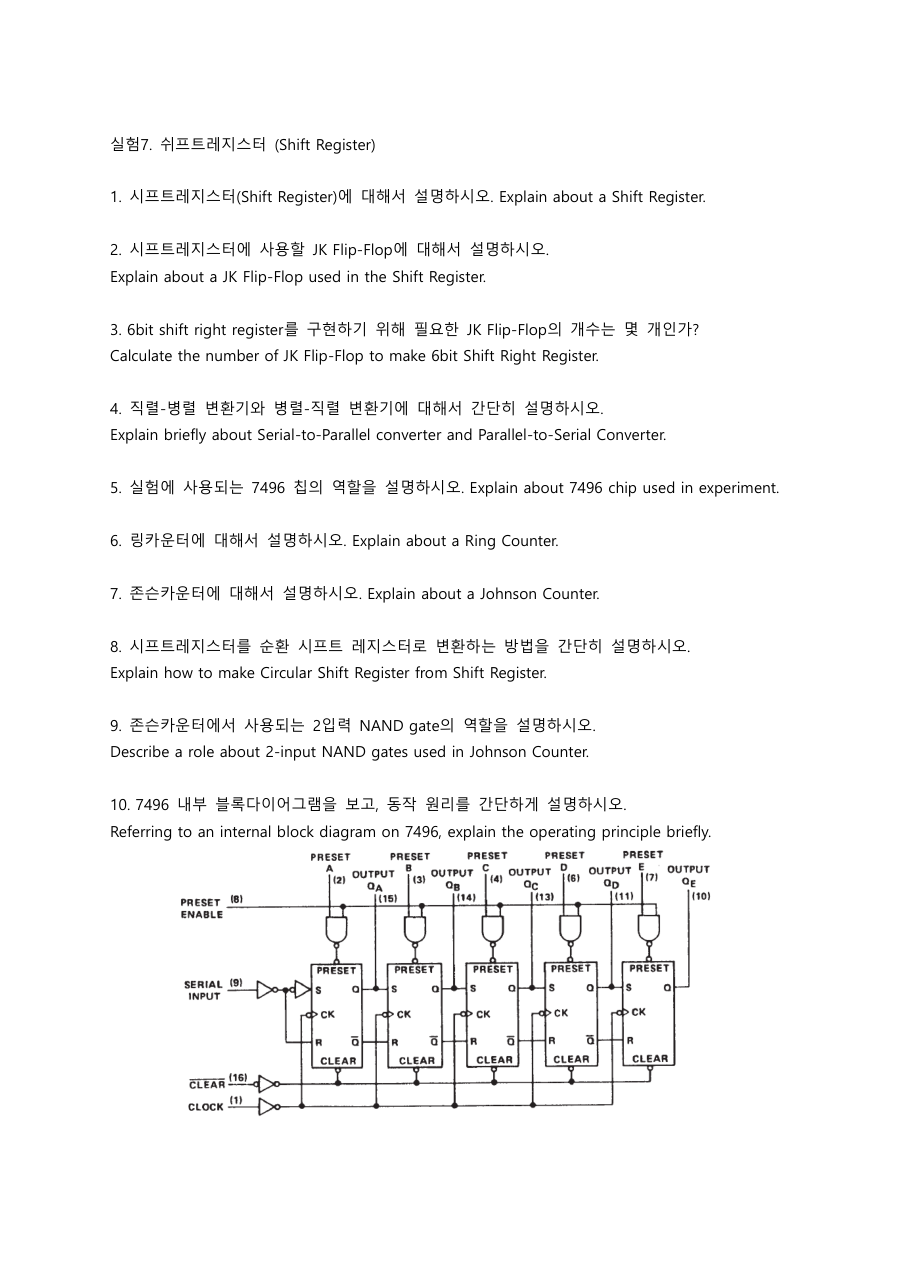 실험7. 쉬프트레지스터 (Shift Register)
1. 시프트레지스터(Shift Register)에 대해서 설명하시오. Explain about a Shift Register.
2. 시프트레지스터에 사용할 JK Flip-Flop에 대해서 설명하시오.
Explain about a JK Flip-Flop used in the Shift Register.
3. 6bit shift right register를 구현하기 위해 필요한 JK Flip-Flop의 개수는 몇 개인가?
Calculate the number of JK Flip-Flop to make 6bit Shift Right Register.
4. 직렬-병렬 변환기와 병렬-직렬 변환기에 대해서 간단히 설명하시오.
Explain briefly about Serial-to-Parallel converter and Parallel-to-Serial Converter.
5. 실험에 사용되는 7496 칩의 역할을 설명하시오. Explain about 7496 chip used in experiment.
6. 링카운터에 대해서 설명하시오. Explain about a Ring Counter.
7. 존슨카운터에 대해서 설명하시오. Explain about a Johnson Counter.
8. 시프트레지스터를 순환 시프트 레지스터로 변환하는 방법을 간단히 설명하시오.
Explain how to make Circular Shift Register from Shift Register.
9. 존슨카운터에서 사용되는 2입력 NAND gate의 역할을 설명하시오.
Describe a role about 2-input NAND gates used in Johnson Counter.
10. 7496 내부 블록다이어그램을 보고, 동작 원리를 간단하게 설명하시오.
Referring to an internal block diagram on 7496, explain the operating principle briefly.
PRESET PRESET PRESET PRESET PRESET
A OUTPUT B OUTPUT C OUTPUT D OUTPUT E OUTPUT
(2) QA (3) QB (4) QC (6) QD (7) QE
(15) (14) (13) (11) (10)
PRESET (8)
ENABLE
PRESET PRESET PRESET PRESET PRESET
SERIAL (9) S Q S Q S Q S Q S Q
INPUT
CK CK CK CK CK
R Q̅ R Q̅ R Q̅ R Q̅ R
CLEAR CLEAR CLEAR CLEAR CLEAR
C̅L̅E̅A̅R̅ (16)
CLOCK (1)